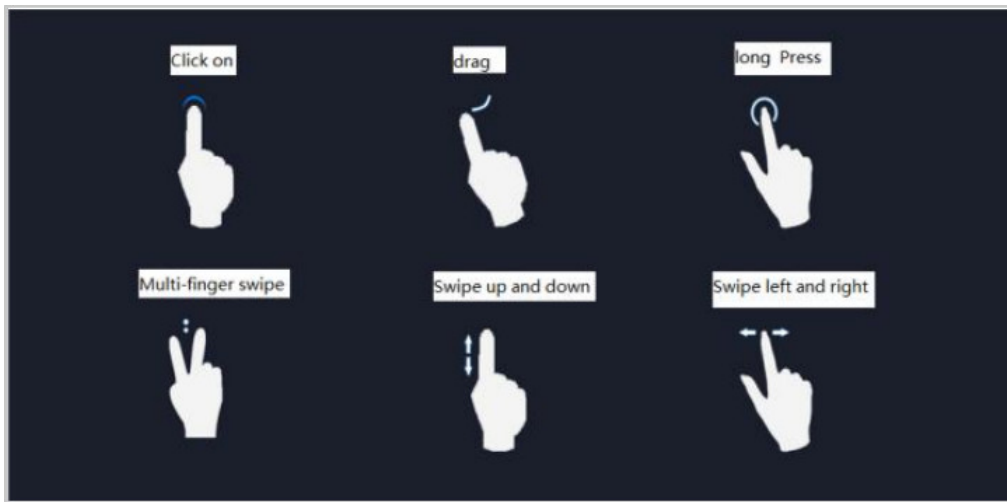 Click on
drag
long Press
Multi-finger swipe
Swipe up and down
Swipe left and right